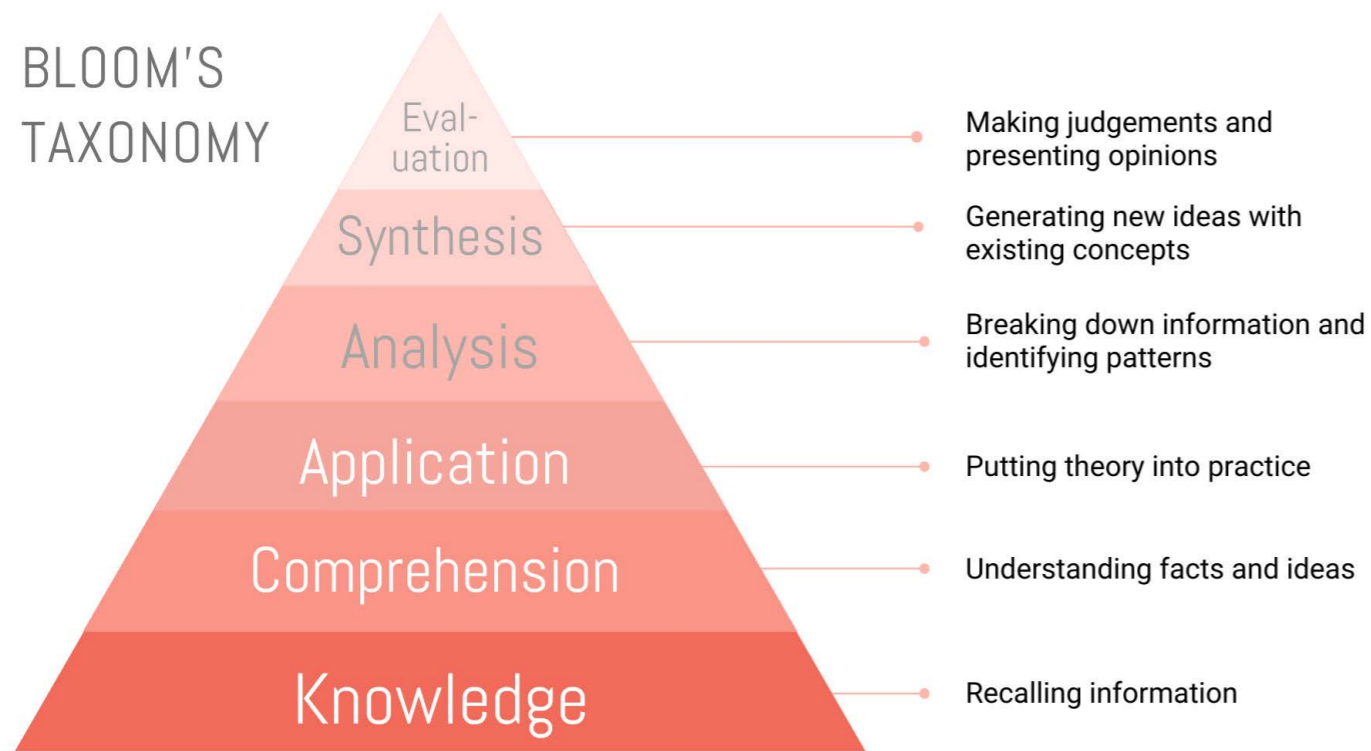 BLOOM'S
TAXONOMY
Eval-
uation
Making judgements and
presenting opinions
Synthesis
Generating new ideas with
existing concepts
Analysis
Breaking down information and
identifying patterns
Application
Putting theory into practice
Comprehension
Understanding facts and ideas
Knowledge
Recalling information